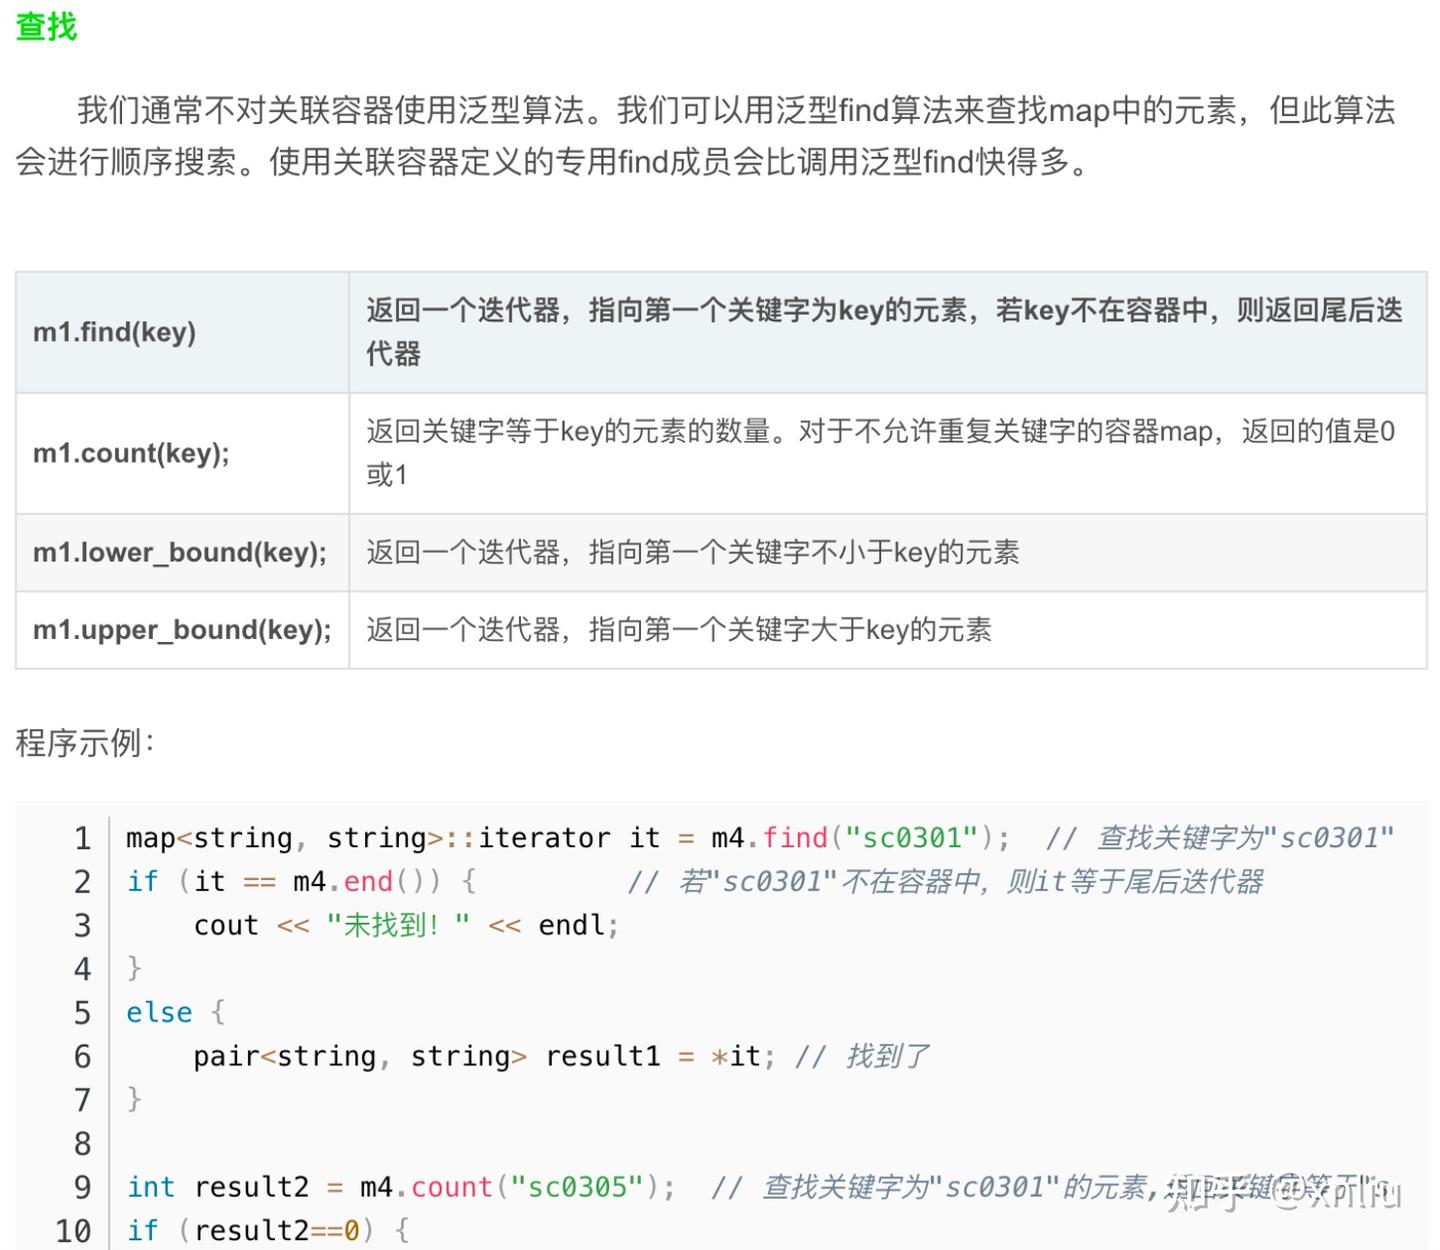 查找
我们通常不对关联容器使用泛型算法。我们可以用泛型find算法来查找map中的元素，但此算法
会进行顺序搜索。使用关联容器定义的专用find成员会比调用泛型find快得多。
m1.find(key)
返回一个迭代器，指向第一个关键字为key的元素，若key不在容器中，则返回尾后迭
代器
m1.count(key);
返回关键字等于key的元素的数量。对于不允许重复关键字的容器map，返回的值是0
或1
m1.lower_bound(key);
返回一个迭代器，指向第一个关键字不小于key的元素
m1.upper_bound(key);
返回一个迭代器，指向第一个关键字大于key的元素
程序示例：
1 map<string, string>::iterator it = m4.find("sc0301"); // 查找关键字为"sc0301"
2 if (it == m4.end()) { // 若"sc0301"不在容器中，则it等于尾后迭代器
3 cout << "未找到！" << endl;
4 }
5 else {
6 pair<string, string> result1 = *it; // 找到了
7 }
8
9 int result2 = m4.count("sc0305"); // 查找关键字为"sc0301"的元素,
10 if (result2==0) {
知乎 @xnliu